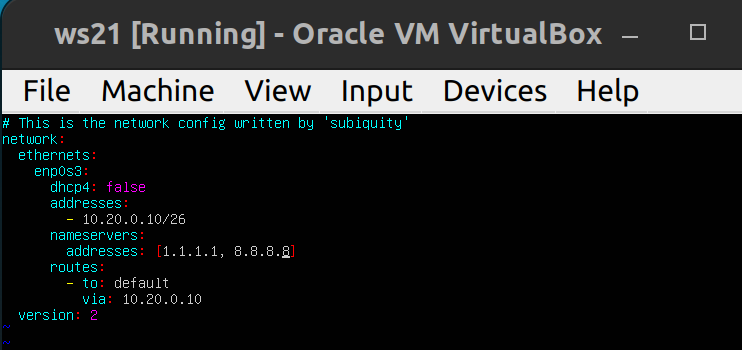 ws21 [Running] - Oracle VM VirtualBox
File Machine View Input Devices Help
# This is the network config written by 'subiquity'
network:
  ethernets:
    enp0s3:
      dhcp4: false
      addresses:
        - 10.20.0.10/26
      nameservers:
        addresses: [1.1.1.1, 8.8.8.8]
      routes:
        - to: default
          via: 10.20.0.10
  version: 2
~
~